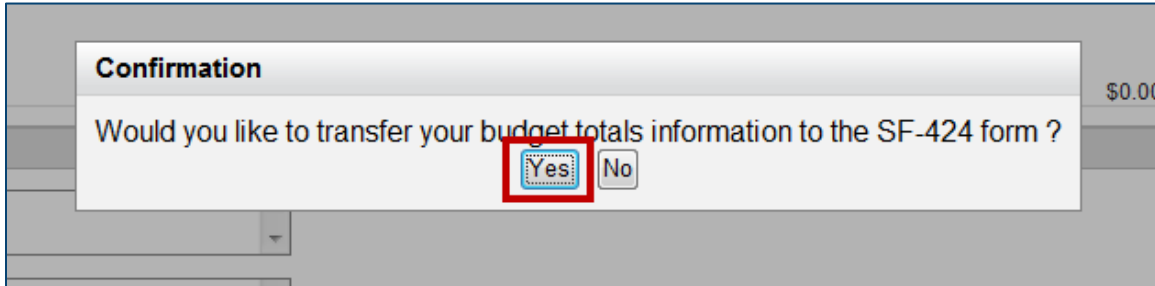 Confirmation
$0.00
Would you like to transfer your budget totals information to the SF-424 form ?
Yes No